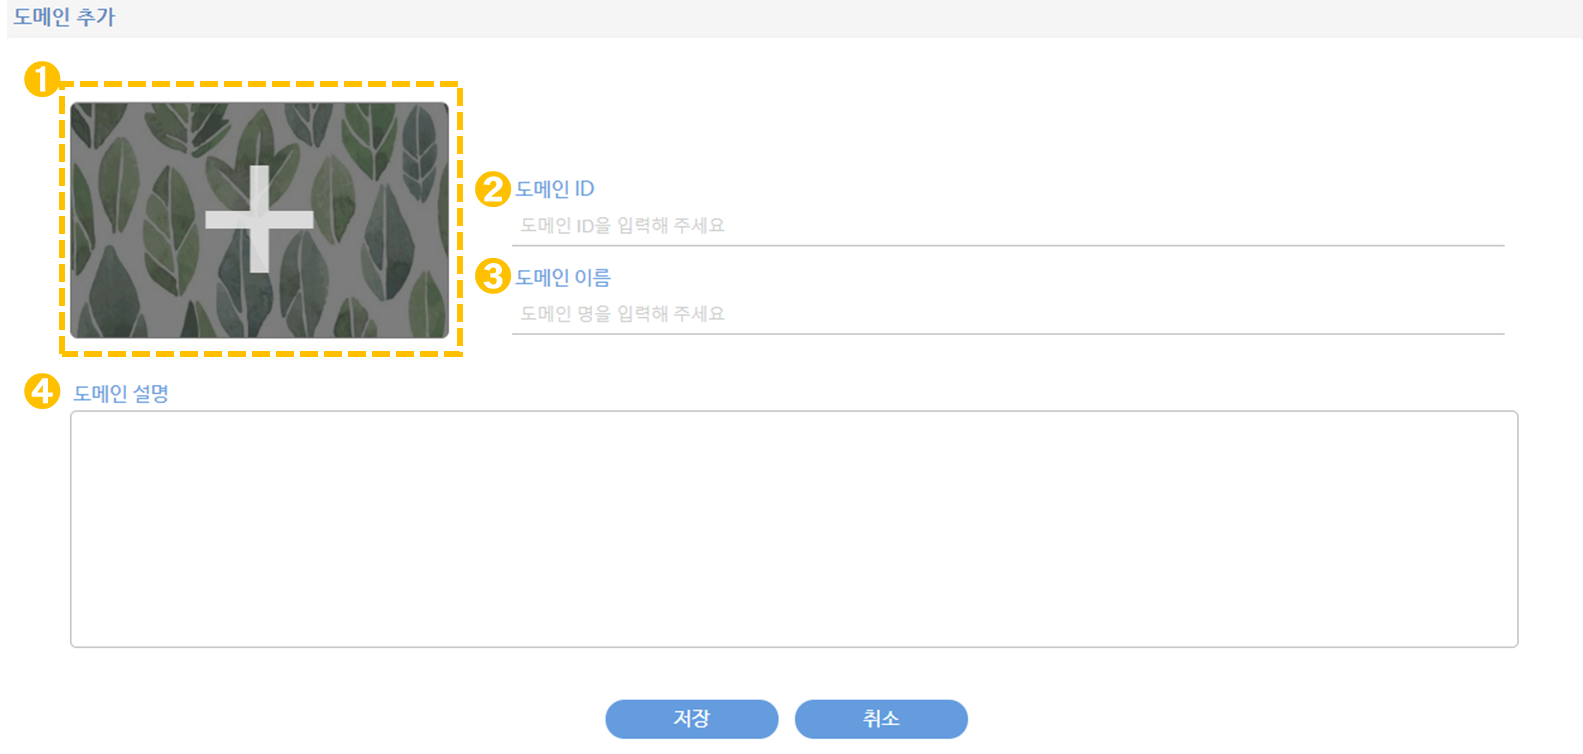 도메인 추가
1
2 도메인 ID
도메인 ID을 입력해 주세요
3 도메인 이름
도메인 명을 입력해 주세요
4 도메인 설명
저장
취소